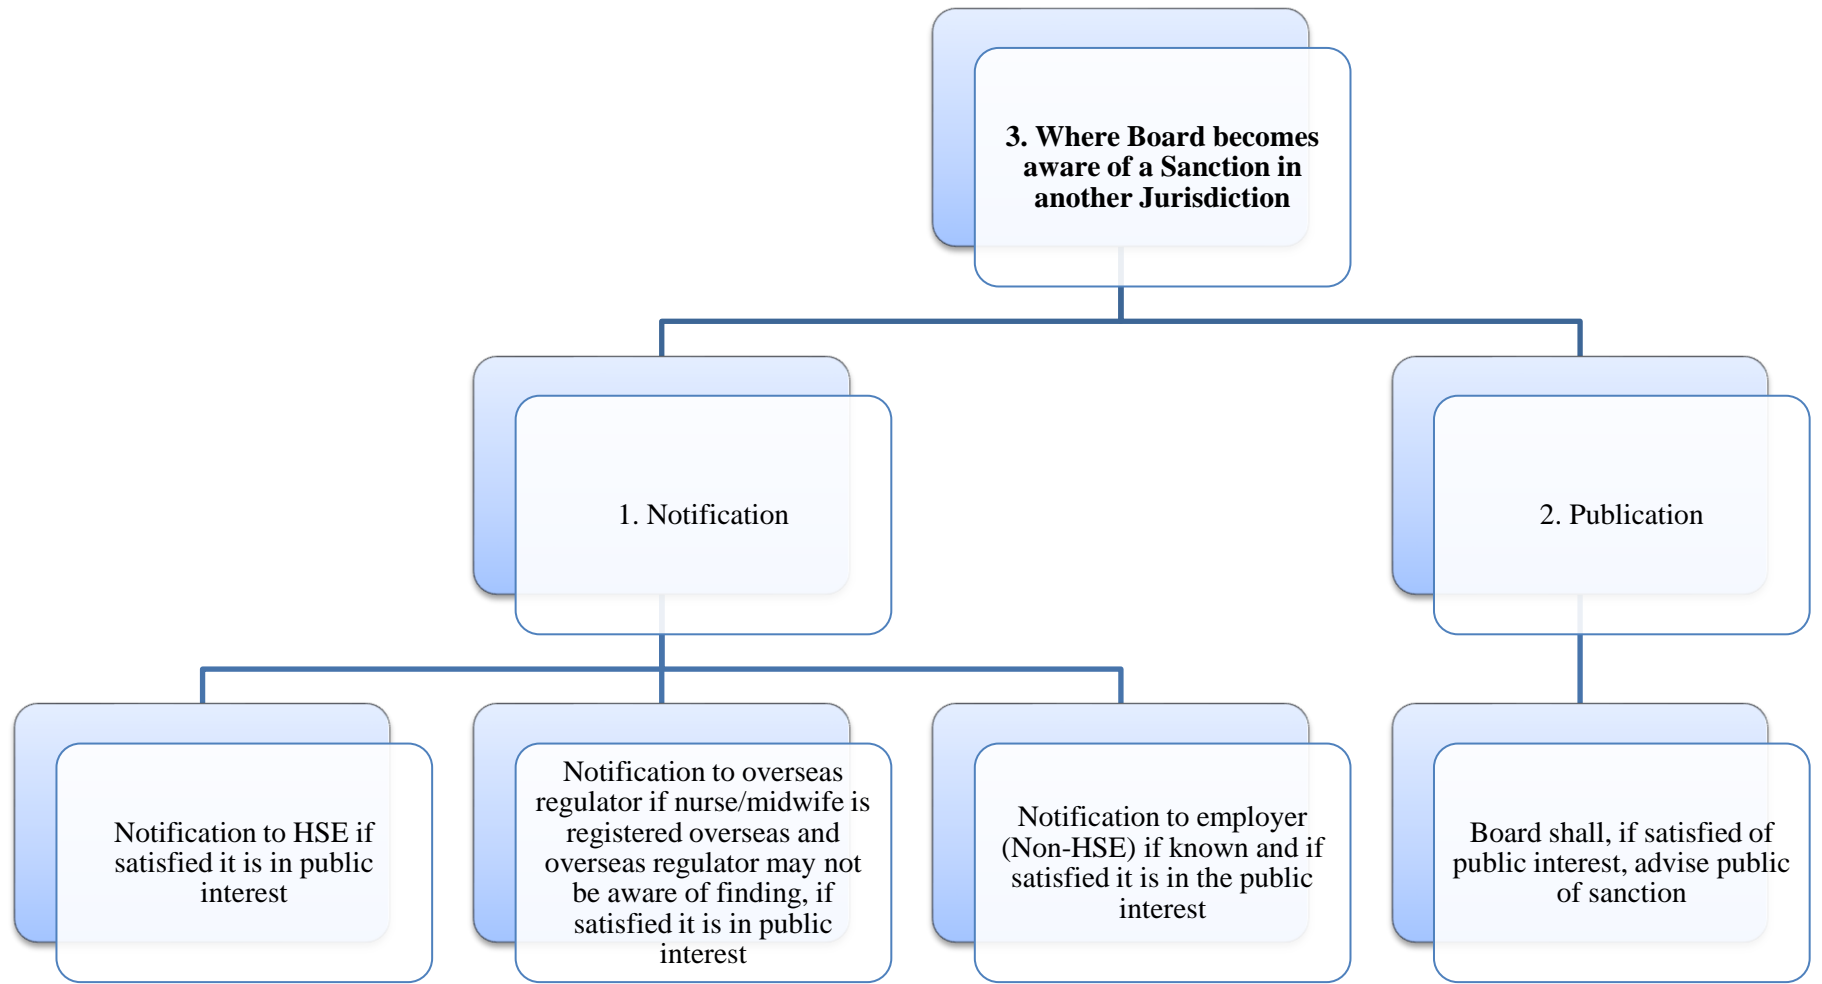 3. Where Board becomes
aware of a Sanction in
another Jurisdiction
1. Notification
2. Publication
Notification to HSE if
satisfied it is in public
interest
Notification to overseas
regulator if nurse/midwife is
registered overseas and
overseas regulator may not
be aware of finding, if
satisfied it is in public
interest
Notification to employer
(Non-HSE) if known and if
satisfied it is in the public
interest
Board shall, if satisfied of
public interest, advise public
of sanction